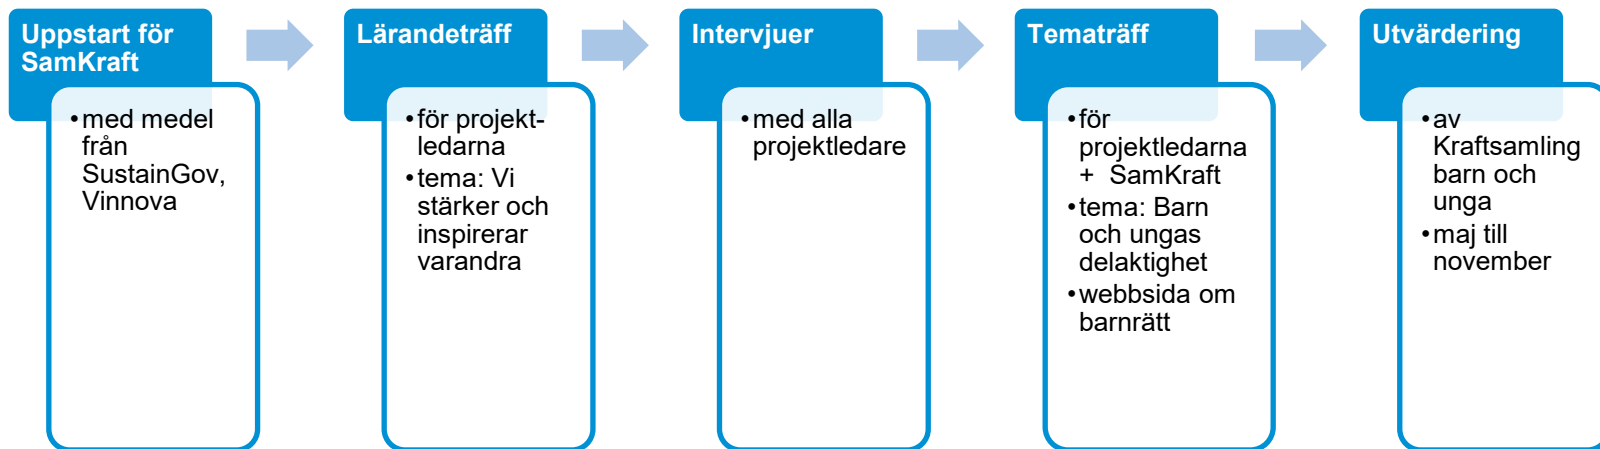 Uppstart för
SamKraft
•med medel
från
SustainGov,
Vinnova
Lärandeträff
•för projekt-
ledarna
•tema: Vi
stärker och
inspirerar
varandra
Intervjuer
•med alla
projektledare
Tematräff
•för
projektledarna
+ SamKraft
•tema: Barn
och ungas
delaktighet
•webbsida om
barnrätt
Utvärdering
•av
Kraftsamling
barn och
unga
•maj till
november